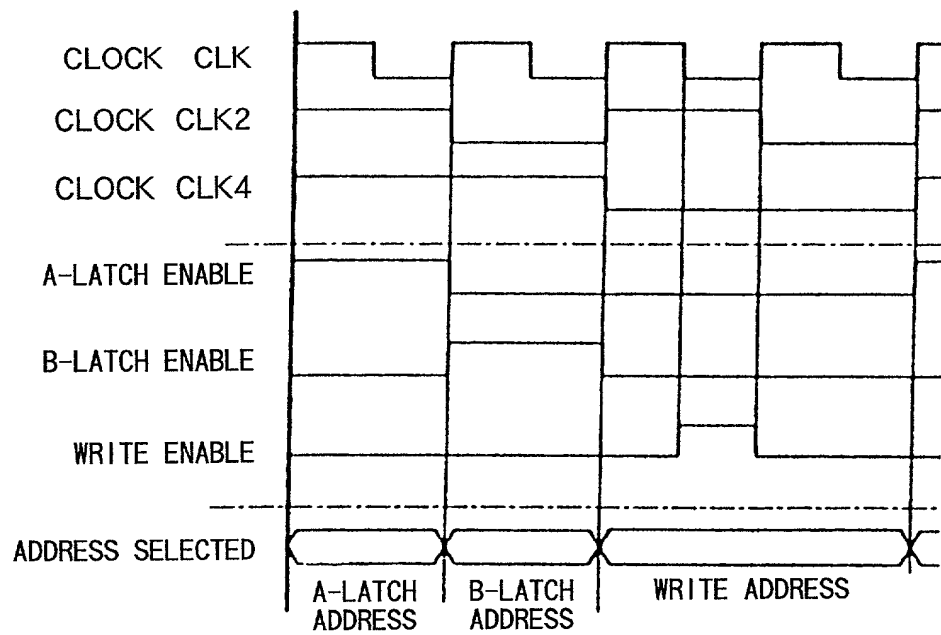 CLOCK CLK
CLOCK CLK2
CLOCK CLK4
A-LATCH ENABLE
B-LATCH ENABLE
WRITE ENABLE
ADDRESS SELECTED
A-LATCH ADDRESS
B-LATCH ADDRESS
WRITE ADDRESS